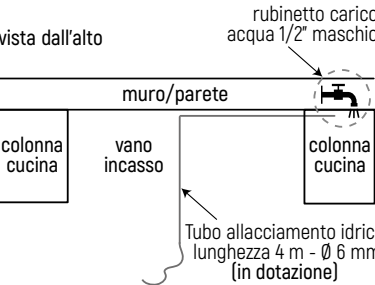 vista dall'alto
rubinetto carico
acqua 1/2" maschio
muro/parete
colonna
cucina
vano
incasso
colonna
cucina
Tubo allacciamento idric
lunghezza 4 m - Ø 6 mm
(in dotazione)